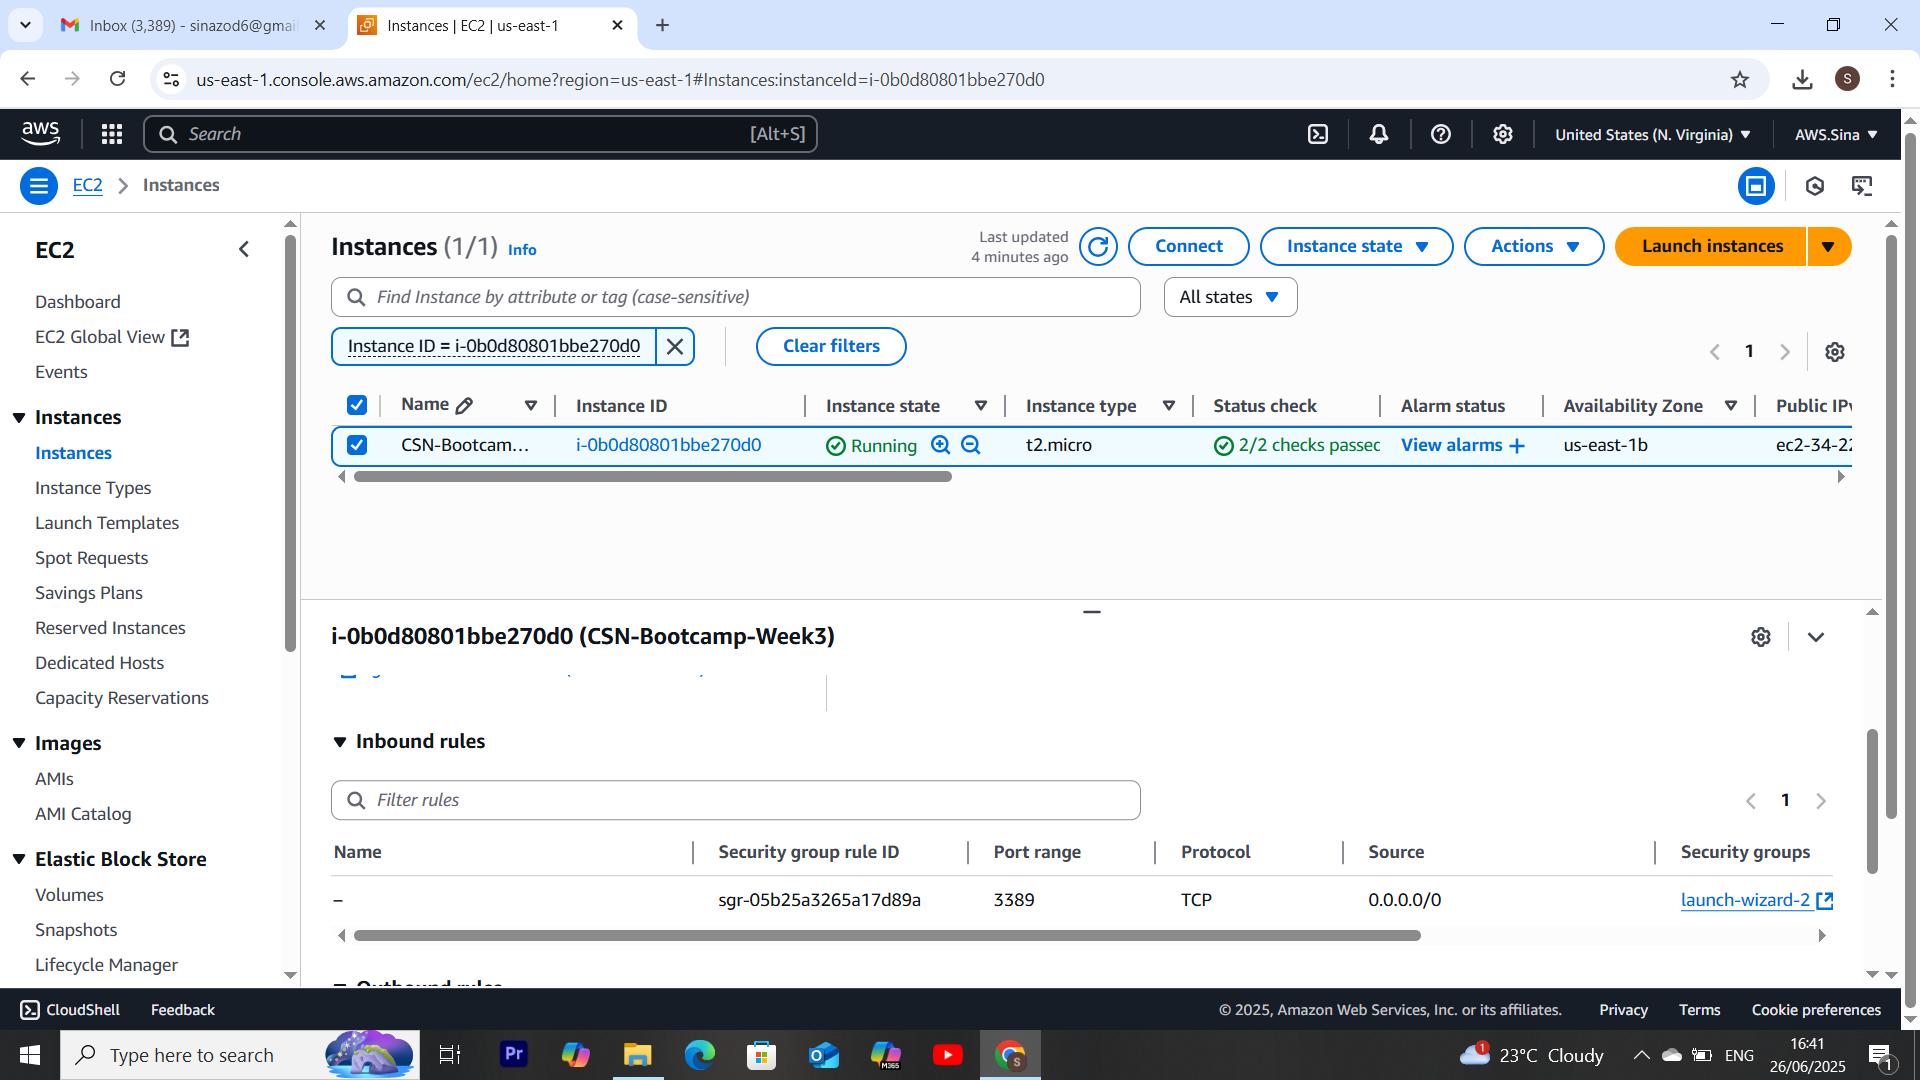 Inbox (3,389) - sinazod6@gmai
Instances | EC2 | us-east-1
us-east-1.console.aws.amazon.com/ec2/home?region=us-east-1#Instances:instanceId=i-0b0d80801bbe270d0
S
aws
Search
[Alt+S]
United States (N. Virginia)
AWS.Sina
EC2
Instances
EC2
Dashboard
EC2 Global View
Events
Instances
Instances
Instance Types
Launch Templates
Spot Requests
Savings Plans
Reserved Instances
Dedicated Hosts
Capacity Reservations
Images
AMIs
AMI Catalog
Elastic Block Store
Volumes
Snapshots
Lifecycle Manager
Instances (1/1) Info
Last updated
4 minutes ago
Connect
Instance state
Actions
Launch instances
Find Instance by attribute or tag (case-sensitive)
All states
Instance ID = i-0b0d80801bbe270d0
Clear filters
1
Name
Instance ID
Instance state
Instance type
Status check
Alarm status
Availability Zone
Public IPv
CSN-Bootcam…
i-0b0d80801bbe270d0
Running
t2.micro
2/2 checks passec
View alarms
us-east-1b
ec2-34-22
i-0b0d80801bbe270d0 (CSN-Bootcamp-Week3)
Inbound rules
Filter rules
1
Name
Security group rule ID
Port range
Protocol
Source
Security groups
–
sgr-05b25a3265a17d89a
3389
TCP
0.0.0.0/0
launch-wizard-2
Outbound rules
CloudShell
Feedback
© 2025, Amazon Web Services, Inc. or its affiliates.
Privacy
Terms
Cookie preferences
Type here to search
Pr
M365
S
1
23°C Cloudy
ENG
16:41
26/06/2025
1